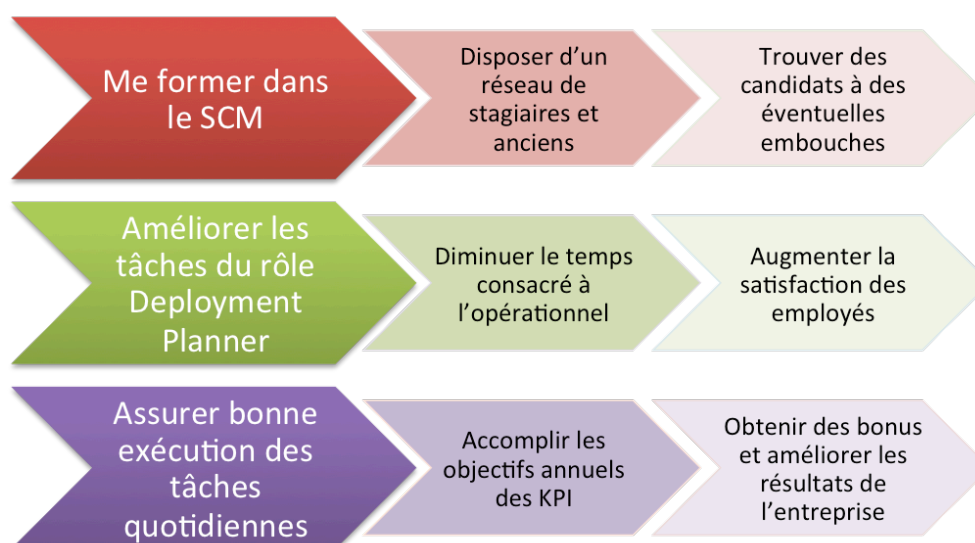 Me former dans
le SCM
Disposer d’un
réseau de
stagiaires et
anciens
Trouver des
candidats à des
éventuelles
embouches
Améliorer les
tâches du rôle
Deployment
Planner
Diminuer le temps
consacré à
l’opérationnel
Augmenter la
satisfaction des
employés
Assurer bonne
exécution des
tâches
quotidiennes
Accomplir les
objectifs annuels
des KPI
Obtenir des bonus
et améliorer les
résultats de
l’entreprise